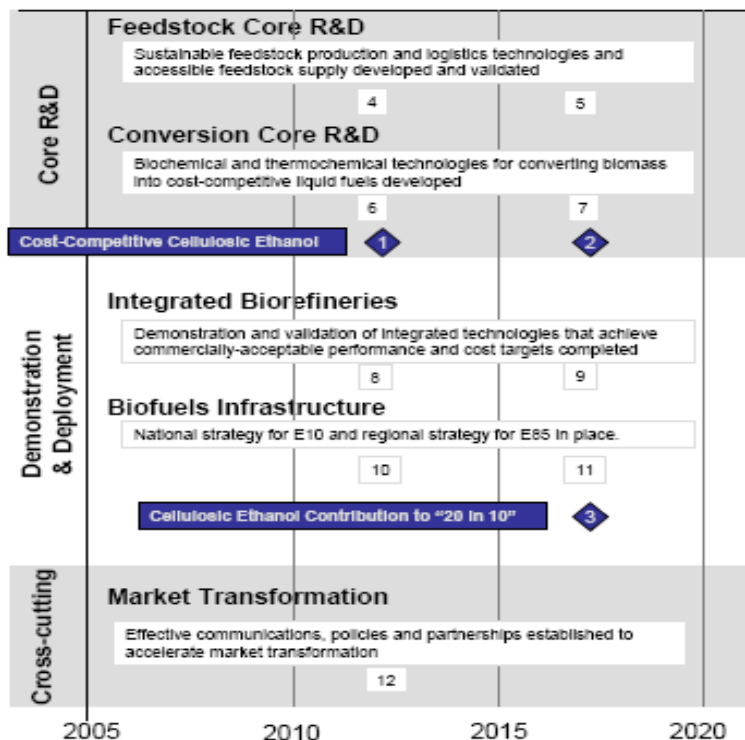 Core R&D
Feedstock Core R&D
Sustainable feedstock production and logistics technologies and
accessible feedstock supply developed and validated
4 5
Conversion Core R&D
Biochemical and thermochemical technologies for converting biomass
into cost-competitive liquid fuels developed
6 7
Cost-Competitive Cellulosic Ethanol 1 2
Demonstration
& Deployment
Integrated Biorefineries
Demonstration and validation of integrated technologies that achieve
commercially-acceptable performance and cost targets completed
8 9
Biofuels Infrastructure
National strategy for E10 and regional strategy for E85 in place.
10 11
Cellulosic Ethanol Contribution to "20 in 10" 3
Cross-cutting
Market Transformation
Effective communications, policies and partnerships established to
accelerate market transformation
12
2005 2010 2015 2020